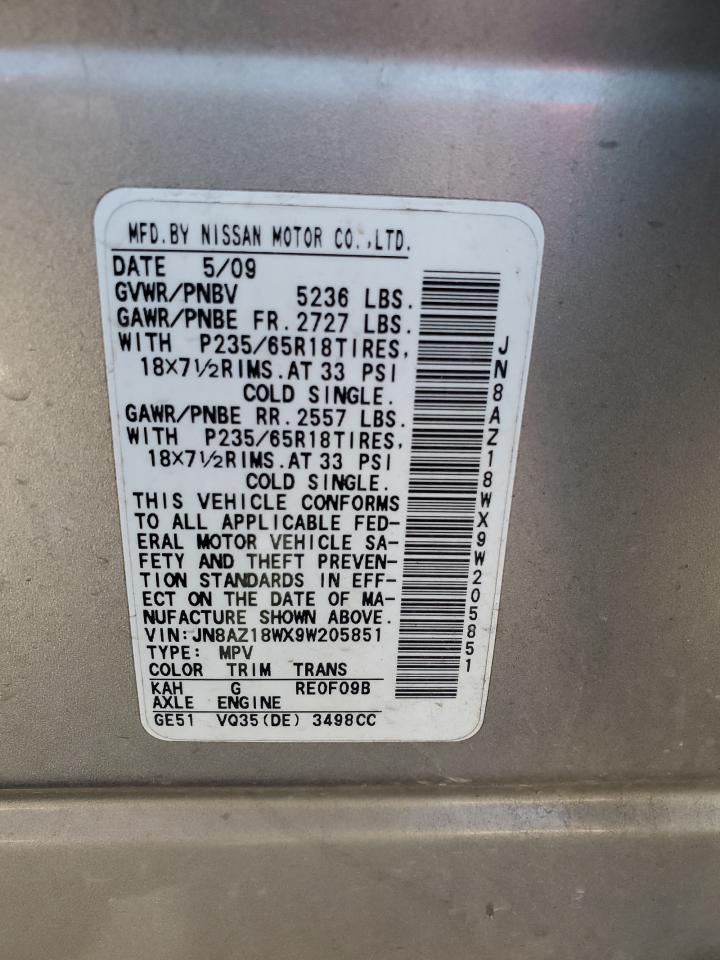 MFD.BY NISSAN MOTOR CO.,LTD.
DATE 5/09
GVWR/PNBV 5236 LBS.
GAWR/PNBE FR.2727 LBS.
WITH P235/65R18TIRES,
18×7½RIMS.AT 33 PSI
COLD SINGLE.
GAWR/PNBE RR.2557 LBS.
WITH P235/65R18TIRES,
18×7½RIMS.AT 33 PSI
COLD SINGLE.
THIS VEHICLE CONFORMS
TO ALL APPLICABLE FED-
ERAL MOTOR VEHICLE SA-
FETY AND THEFT PREVEN-
TION STANDARDS IN EFF-
ECT ON THE DATE OF MA-
NUFACTURE SHOWN ABOVE.
VIN:JN8AZ18WX9W205851
TYPE: MPV
COLOR TRIM TRANS
KAH G RE0F09B
AXLE ENGINE
GE51 VQ35(DE) 3498CC
JN8AZ18WX9W205851